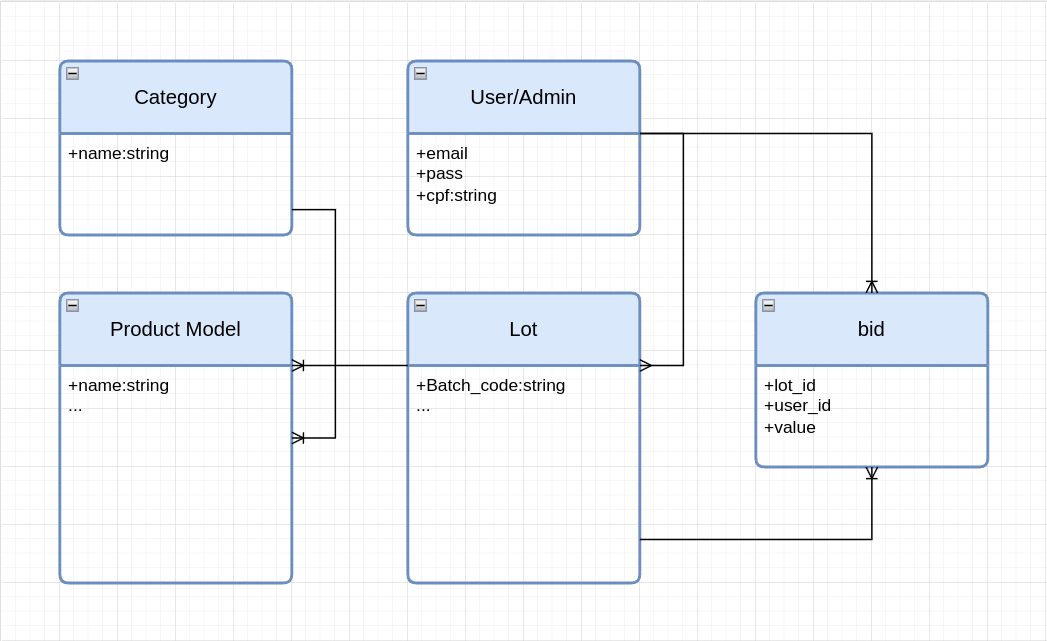 Category
+name:string
User/Admin
+email
+pass
+cpf:string
Product Model
+name:string
...
Lot
+Batch_code:string
...
bid
+lot_id
+user_id
+value